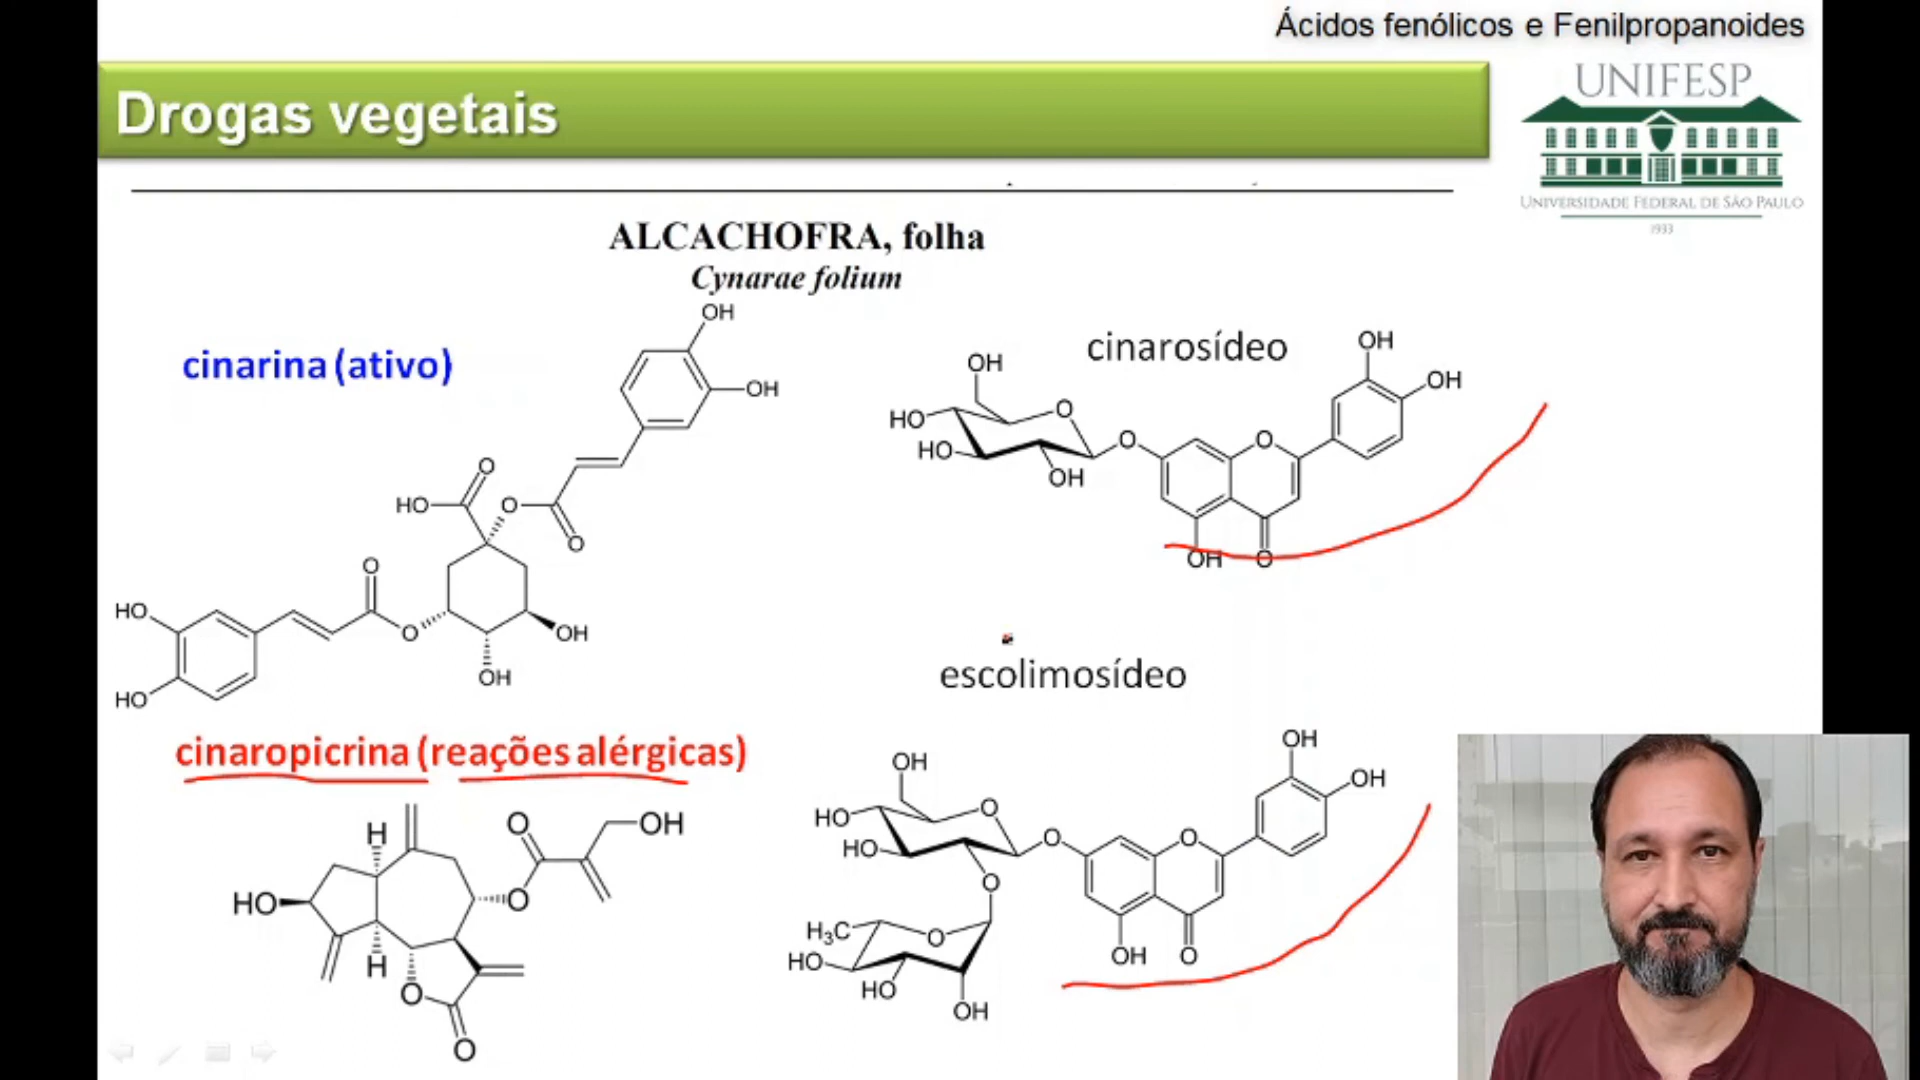 Ácidos fenólicos e Fenilpropanoides
Drogas vegetais
UNIFESP
UNIVERSIDADE FEDERAL DE SÃO PAULO
1933
ALCACHOFRA, folha
Cynarae folium
cinarina (ativo)
OH
OH
O
HO
O
O
O
HO
O
OH
OH
HO
cinarosídeo
OH
OH
OH
HO
O
O
O
HO
OH
OH
O
cinaropicrina (reações alérgicas)
H
O
OH
HO
O
H
O
O
escolimosídeo
OH
OH
OH
HO
O
O
O
HO
O
H₃C
O
HO
OH
O
HO
OH